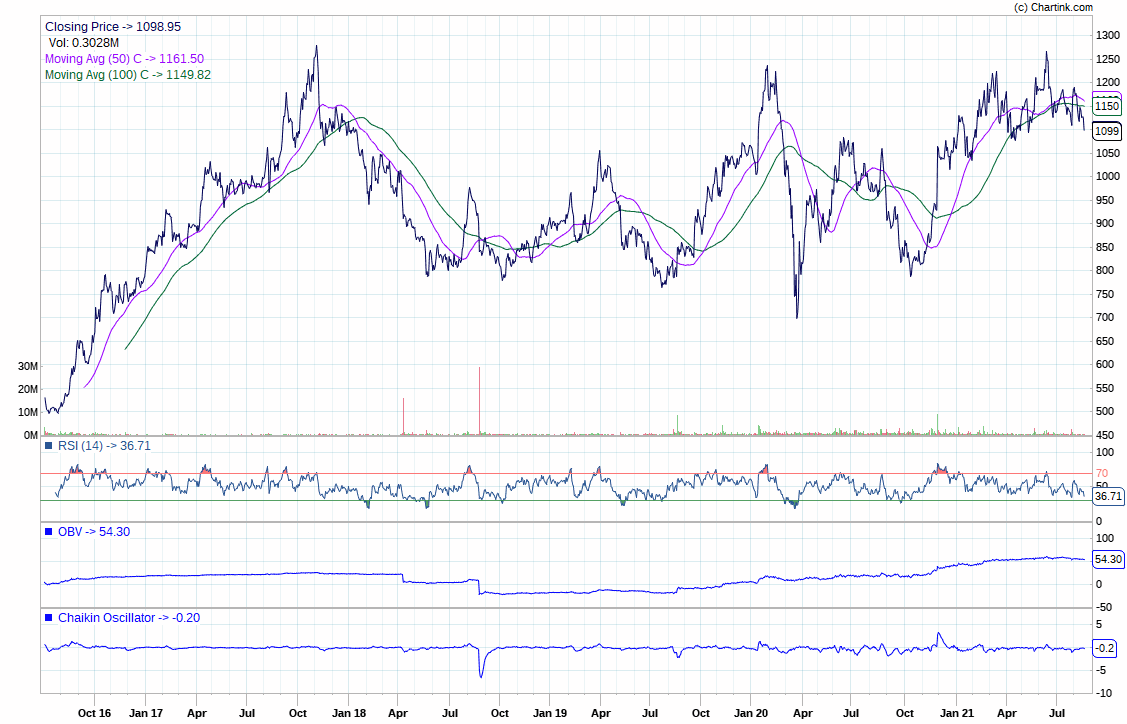 (c) Chartink.com
Closing Price -> 1098.95
Vol: 0.3028M
Moving Avg (50) C -> 1161.50
Moving Avg (100) C -> 1149.82
1300
1250
1200
1150
1099
1050
1000
950
900
850
800
750
700
650
600
550
500
450
30M
20M
10M
0M
RSI (14) -> 36.71
100
70
50
36.71
0
OBV -> 54.30
100
54.30
0
-50
Chaikin Oscillator -> -0.20
5
-0.2
-5
-10
Oct 16 Jan 17 Apr Jul Oct Jan 18 Apr Jul Oct Jan 19 Apr Jul Oct Jan 20 Apr Jul Oct Jan 21 Apr Jul